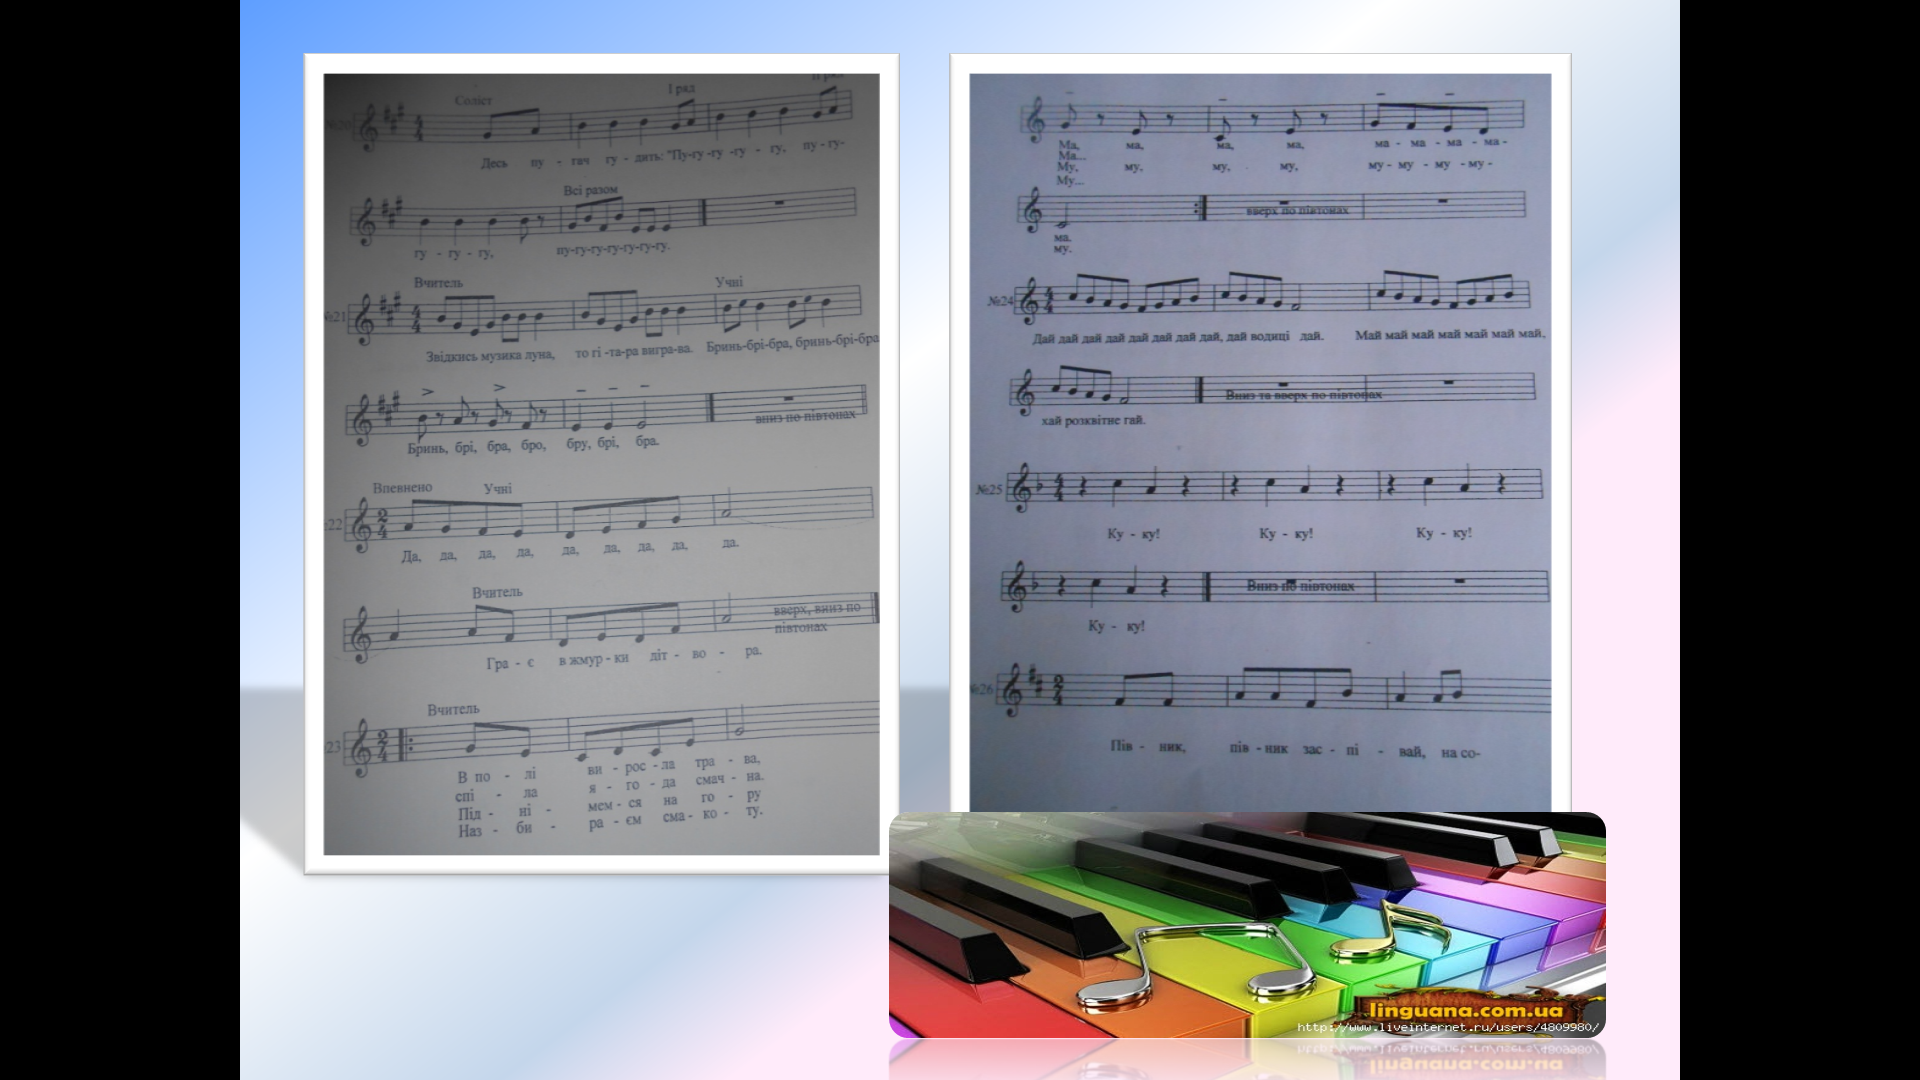 Соліст І ряд ІІ ряд
№20
Десь пу - гач гу - дить: "Пу-гу -гу -гу - гу, пу - гу-
Всі разом
гу - гу - гу, пу-гу-гу-гу-гу-гу-гу.
Вчитель Учні
№21
Звідкись музика луна, то гі -та-ра вигра-ва. Бринь-брі-бра, бринь-брі-бра
Бринь, брі, бра, бро, бру, брі, бра.
вниз по півтонах
Впевнено Учні
№22
Да, да, да, да, да, да, да, да, да.
Вчитель
вверх, вниз по
півтонах
Гра - є в жмур - ки діт - во - ра.
Вчитель
№23
В по - лі ви - рос -ла тра - ва,
спі - ла я - го - да смач - на.
Під - ні - мем - ся на го - ру
Наз - би - ра - єм сма - ко - ту.
Ма, ма, ма, ма, ма - ма - ма - ма -
Ма...
Му, му, му, му, му - му - му - му -
Му...
вверх по півтонах
ма.
му.
№24
Дай дай дай дай дай дай дай дай, дай водиці дай. Май май май май май май май май.
Вниз та вверх по півтонах
хай розквітне гай.
№25
Ку - ку! Ку - ку! Ку - ку!
Вниз по півтонах
Ку - ку!
№26
Пів - ник, пів - ник зас - пі - вай, на со-
linguana.com.ua
http://www.liveinternet.ru/users/4809980/